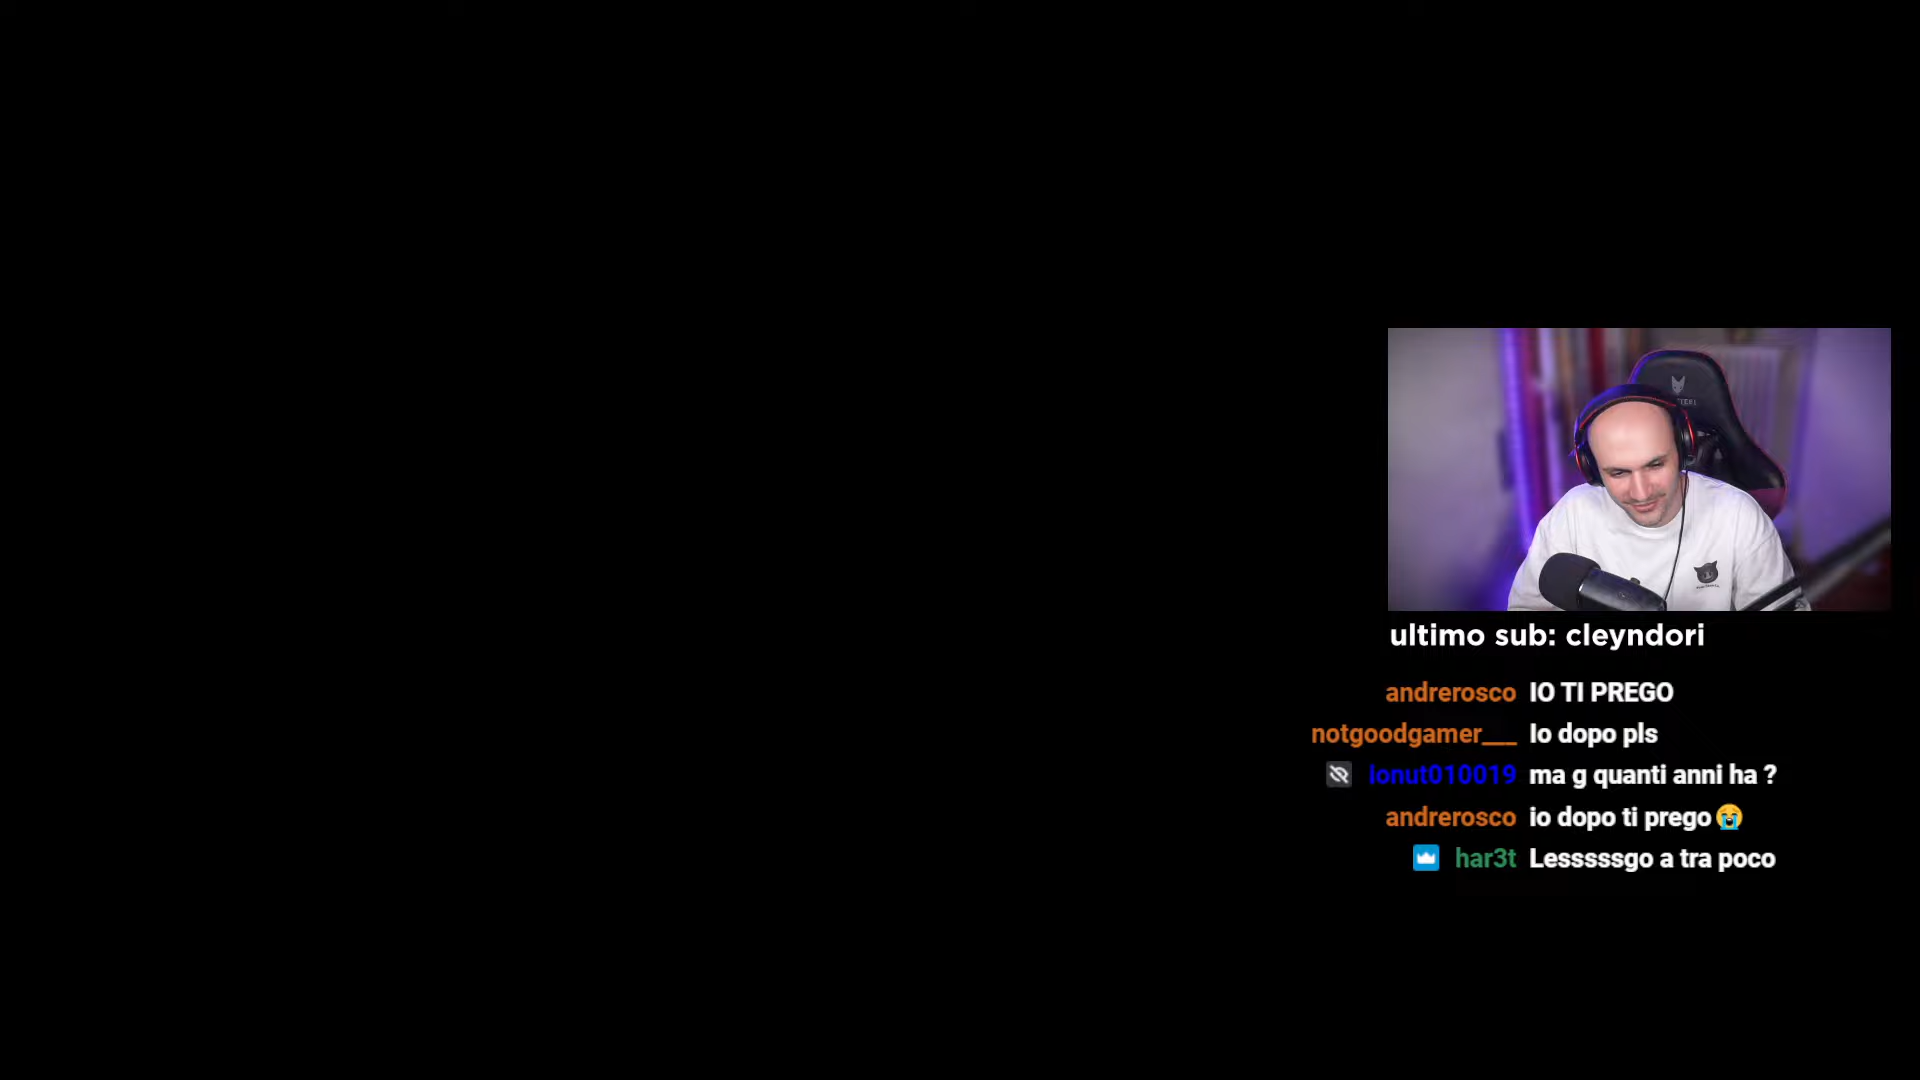 ultimo sub: cleyndori
andrerosco IO TI PREGO
notgoodgamer___ Io dopo pls
ionut010019 ma g quanti anni ha ?
andrerosco io dopo ti prego😭
har3t Lesssssgo a tra poco